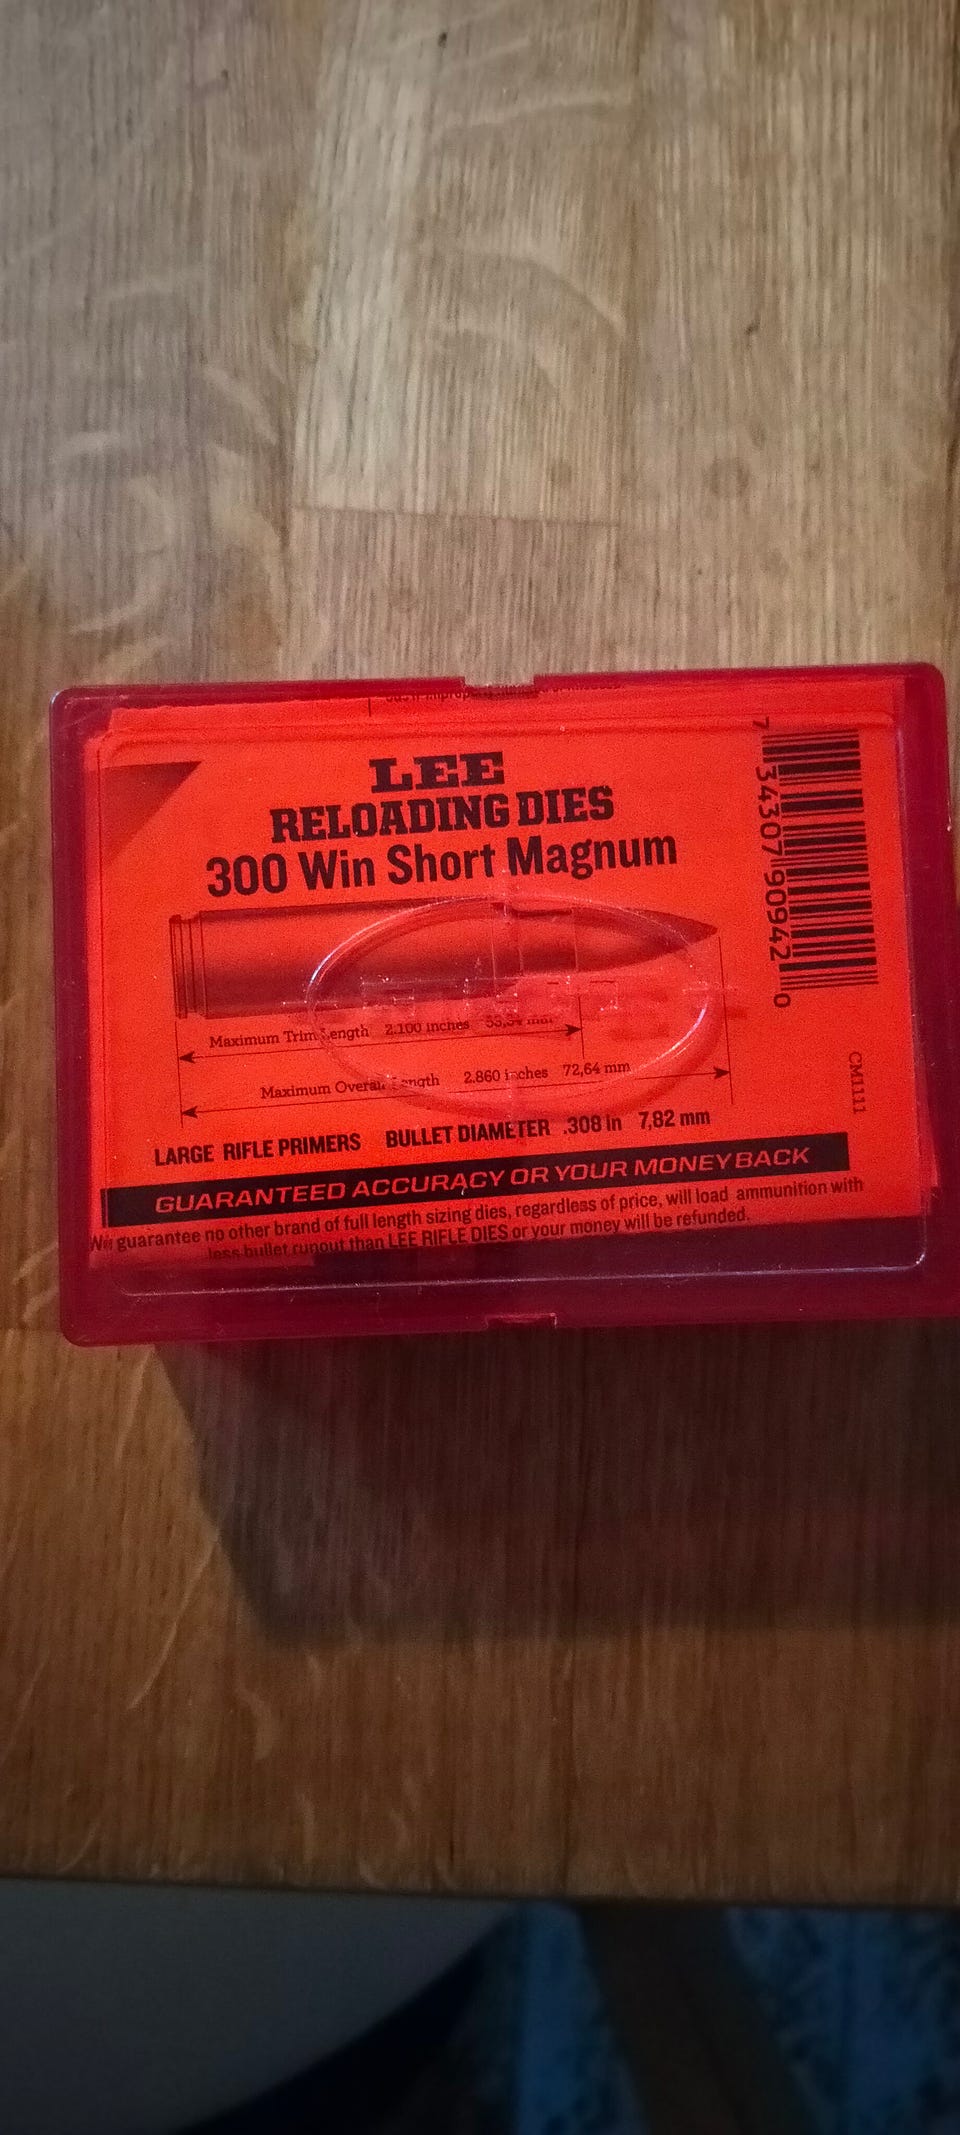 LEE
RELOADING DIES
300 Win Short Magnum
Maximum Trim Length 2.100 inches 53,34 mm
Maximum Overall Length 2.860 inches 72,64 mm
LARGE RIFLE PRIMERS BULLET DIAMETER .308 in 7,82 mm
GUARANTEED ACCURACY OR YOUR MONEY BACK
We guarantee no other brand of full length sizing dies, regardless of price, will load ammunition with
less bullet runout than LEE RIFLE DIES or your money will be refunded.
7 34307 90942 0
CM1111